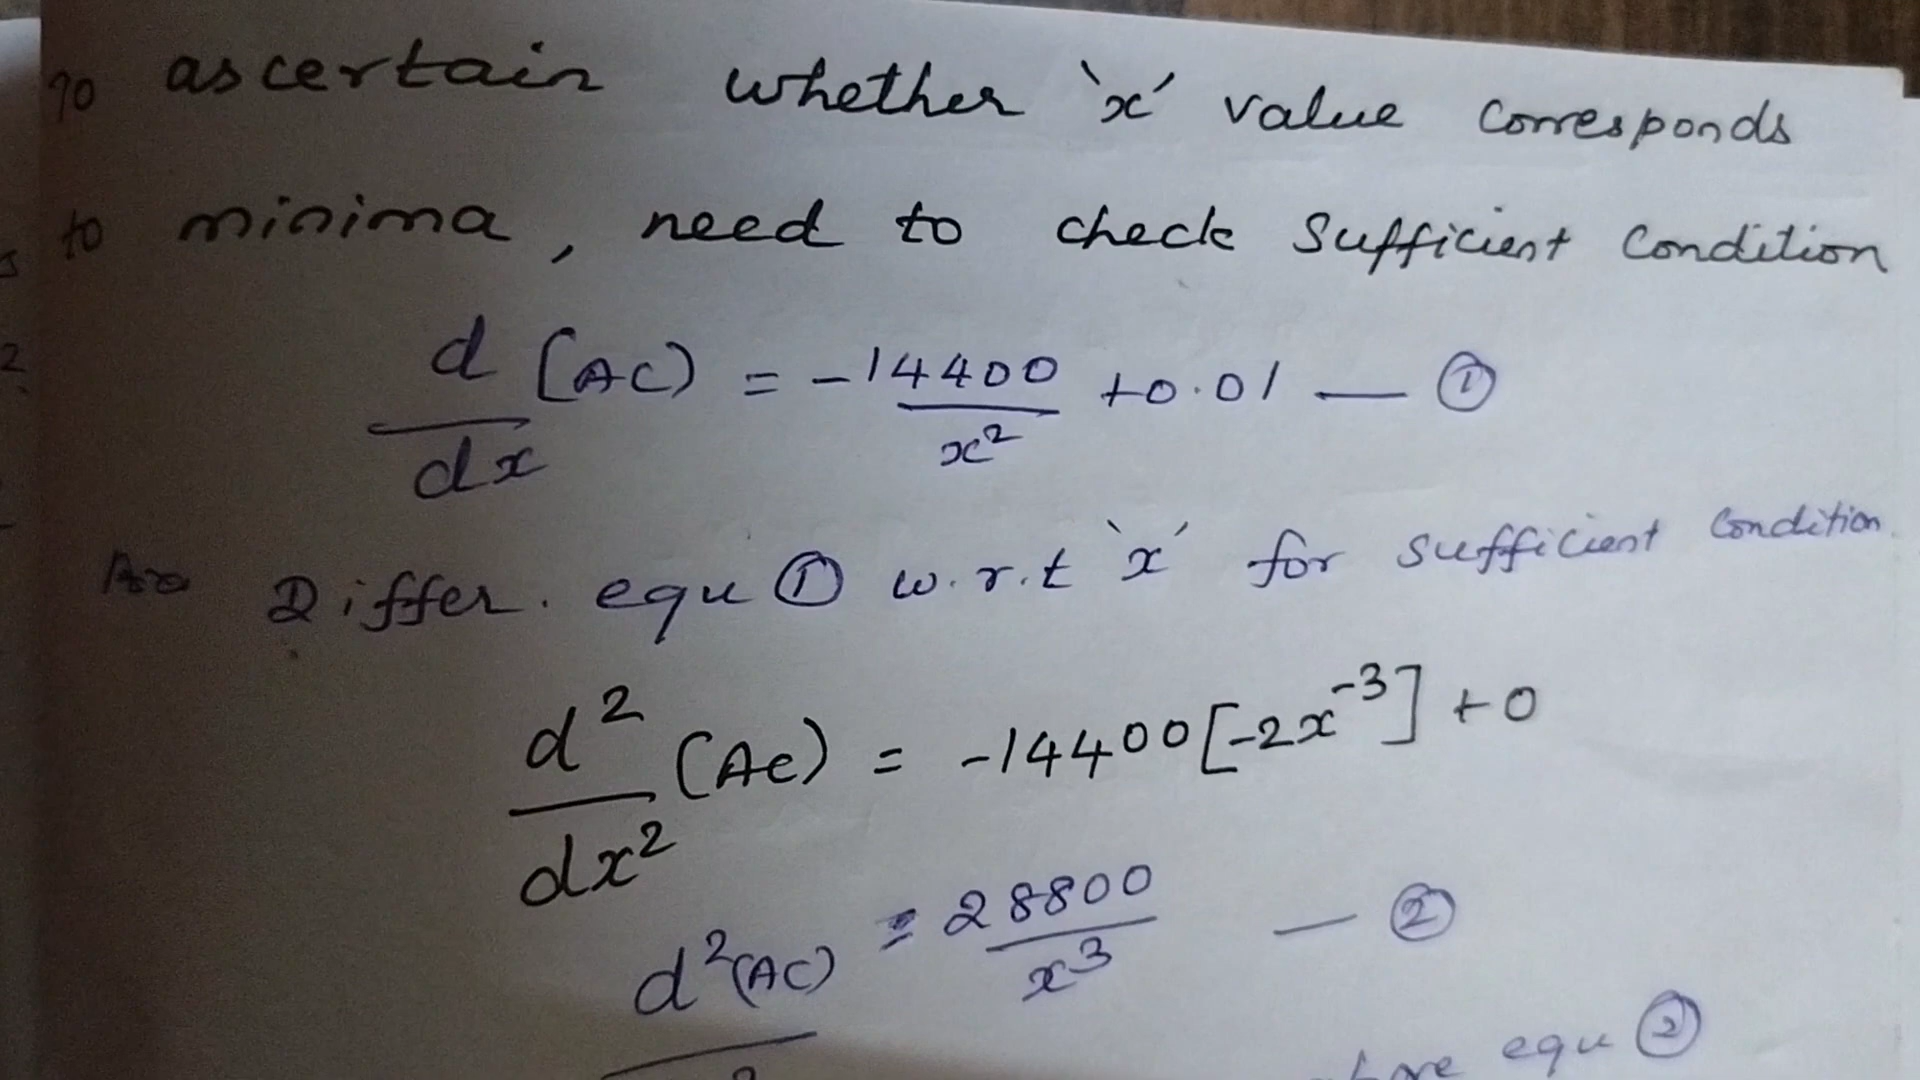 To ascertain whether 'x' value corresponds
to minima, need to check sufficient condition
d/dx (AC) = -14400/x² +0.01 — ①
Differ. equ ① w.r.t 'x' for sufficient condition.
d²/dx² (AC) = -14400[-2x⁻³] +0
d²(AC) = 28800/x³ — ②
equ ②